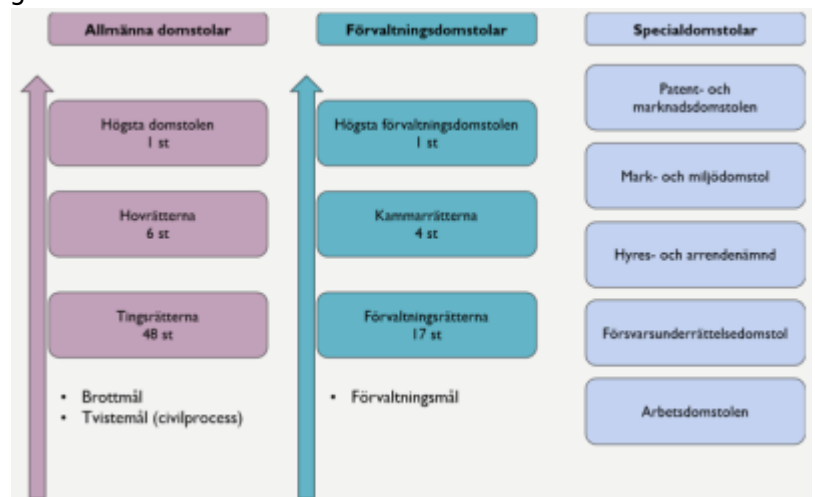 Allmänna domstolar
Högsta domstolen
1 st
Hovrätterna
6 st
Tingsrätterna
48 st
• Brottmål
• Tvistemål (civilprocess)
Förvaltningsdomstolar
Högsta förvaltningsdomstolen
1 st
Kammarrätterna
4 st
Förvaltningsrätterna
17 st
• Förvaltningsmål
Specialdomstolar
Patent- och
marknadsdomstolen
Mark- och miljödomstol
Hyres- och arrendenämnd
Försvarsunderrättelsedomstol
Arbetsdomstolen